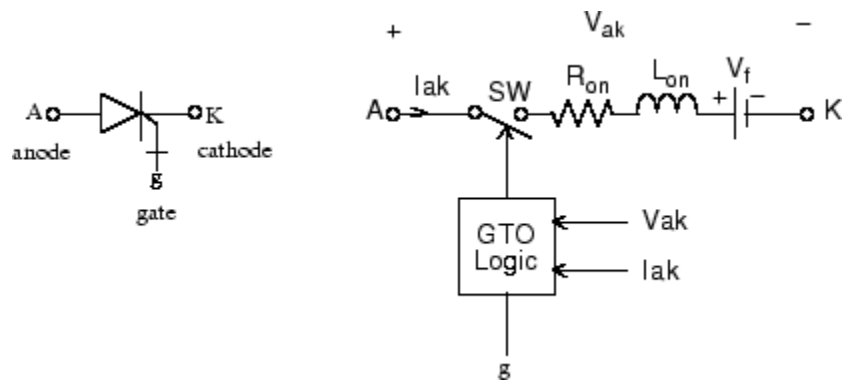 A
K
anode
cathode
g
gate
+ Vak −
Iak
SW
Ron
Lon
Vf
A
+ −
K
GTO
Logic
Vak
Iak
g